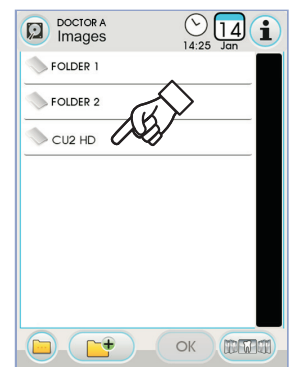 DOCTOR A
Images
14:25
14
Jan
i
FOLDER 1
FOLDER 2
CU2 HD
OK